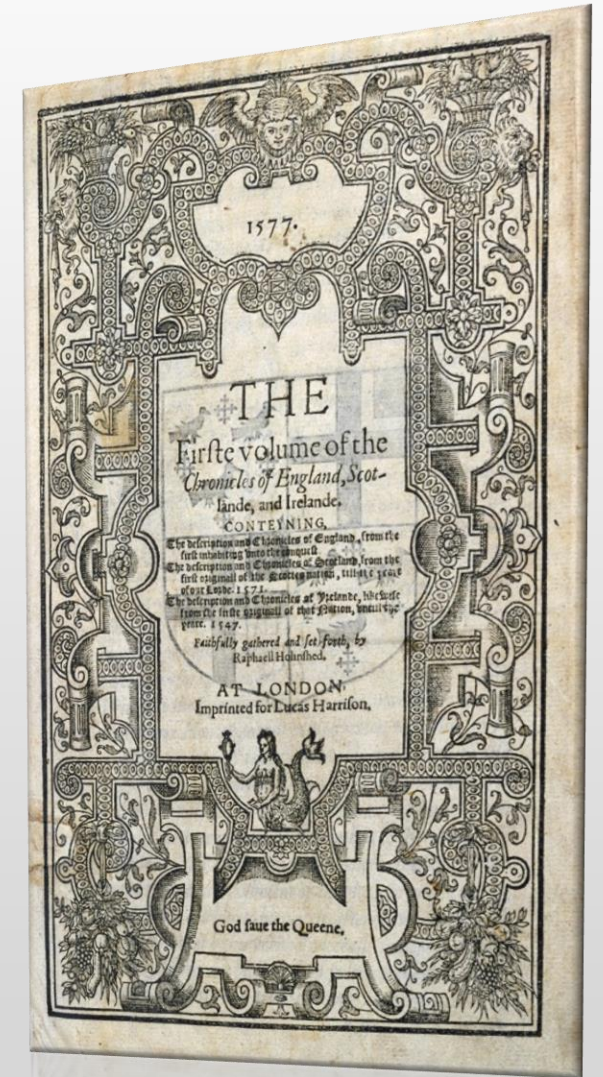 1577.
THE
Firste volume of the
Chronicles of England, Scot-
lande, and Irelande.
CONTEYNING,
The description and Chronicles of England, from the
first inhabiting vnto the conquest
The description and Chronicles of Scotland, from the
first originall of the Scottes nation, till the yeare
of our Lorde. 1571.
The description and Chronicles of Yrelande, likewise
from the firste originall of that Nation, vntill the
yeare. 1547.
Faithfully gathered and set forth, by
Raphaell Holinshed.
AT LONDON,
Imprinted for Lucas Harrison.
God saue the Queene.